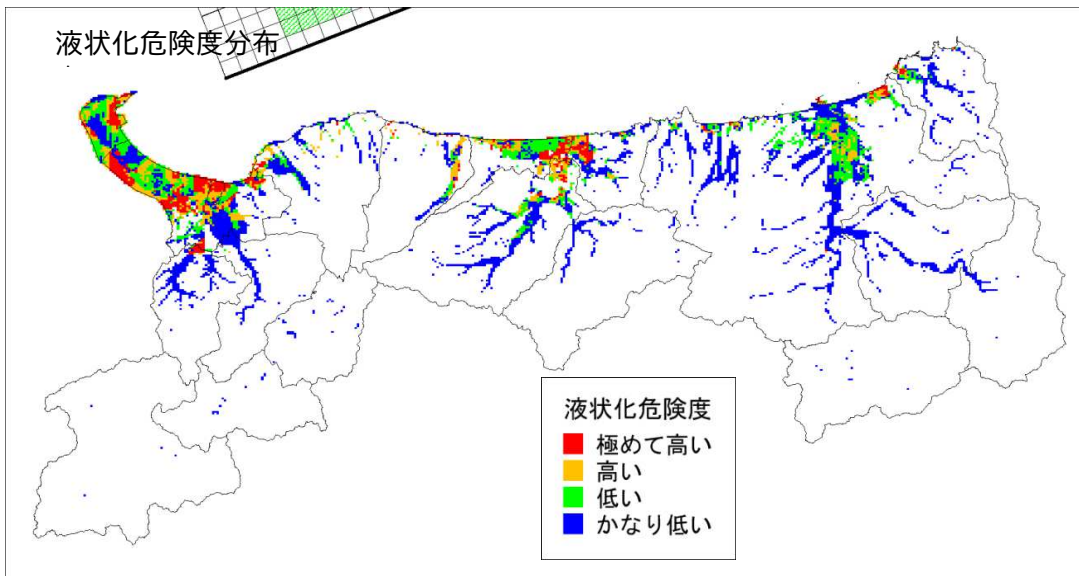 液状化危険度分布
液状化危険度
極めて高い
高い
低い
かなり低い